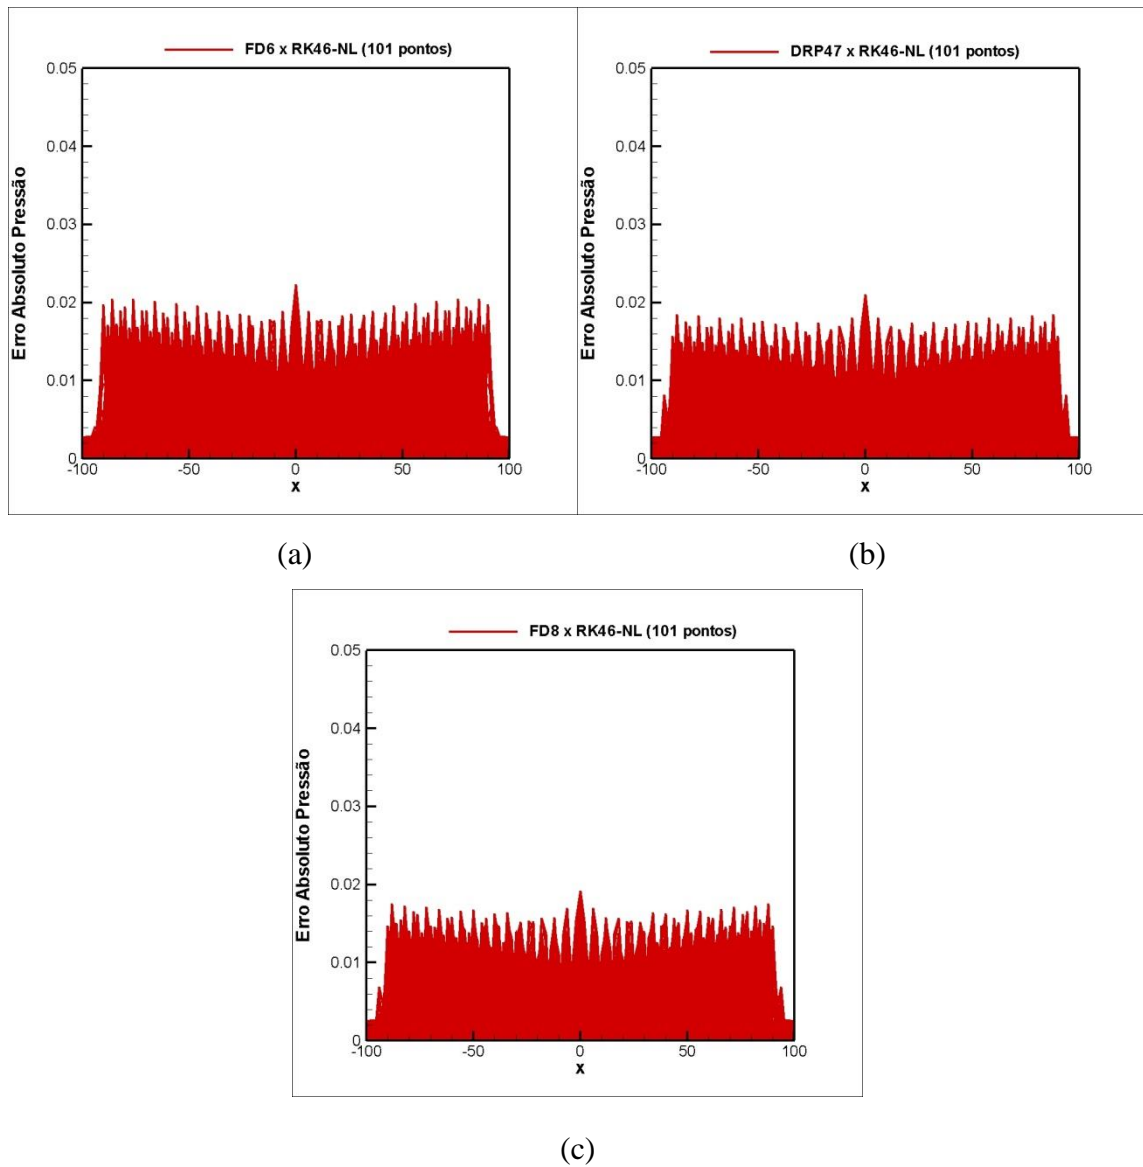 FD6 x RK46-NL (101 pontos)
0.05
0.04
0.03
0.02
0.01
0
Erro Absoluto Pressão
-100
-50
0
50
100
x
(a)
DRP47 x RK46-NL (101 pontos)
0.05
0.04
0.03
0.02
0.01
0
Erro Absoluto Pressão
-100
-50
0
50
100
x
(b)
FD8 x RK46-NL (101 pontos)
0.05
0.04
0.03
0.02
0.01
0
Erro Absoluto Pressão
-100
-50
0
50
100
x
(c)